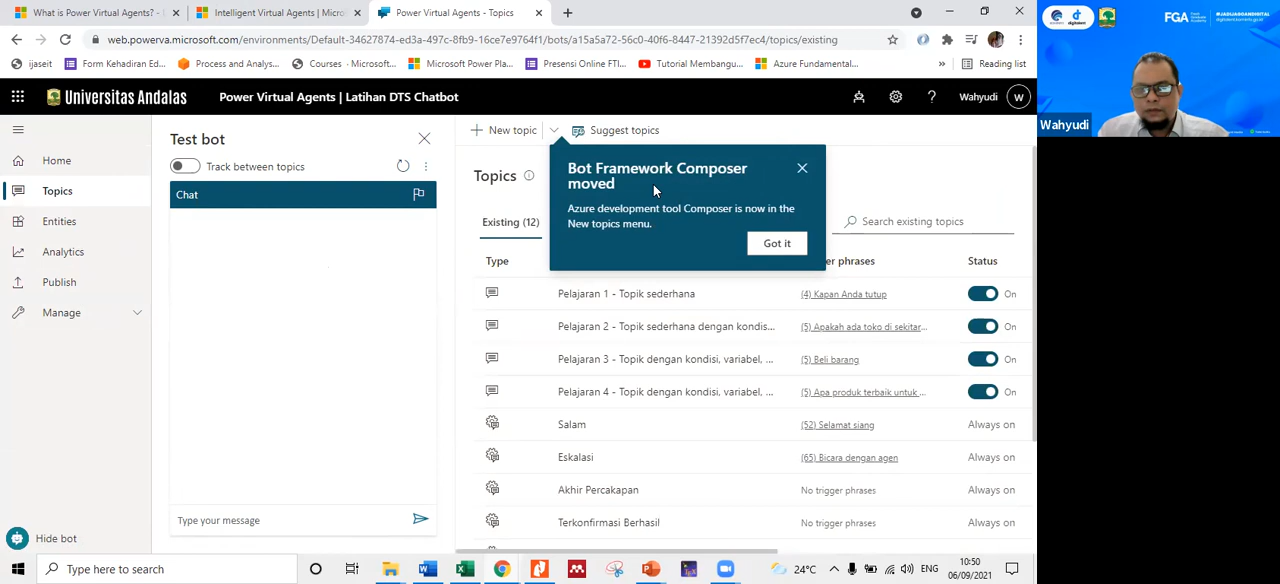 What is Power Virtual Agents? -
Intelligent Virtual Agents | Micro
Power Virtual Agents - Topics
web.powerva.microsoft.com/environments/Default-34627874-ed3a-497c-8fb9-16ce7e9764f1/bots/a15a5a72-56c0-40f6-8447-21392d5f7ec4/topics/existing
ijaseit
Form Kehadiran Ed...
Process and Analys...
Courses - Microsoft...
Microsoft Power Pla...
Presensi Online FTI...
Tutorial Membangu...
Azure Fundamental...
»
Reading list
Universitas Andalas
Power Virtual Agents | Latihan DTS Chatbot
?
Wahyudi
W
Home
Topics
Entities
Analytics
Publish
Manage
Hide bot
Test bot
Track between topics
Chat
Type your message
New topic
Suggest topics
Topics
Bot Framework Composer
moved
Azure development tool Composer is now in the
New topics menu.
Got it
Existing (12)
Search existing topics
Type
er phrases
Status
Pelajaran 1 - Topik sederhana
(4) Kapan Anda tutup
On
Pelajaran 2 - Topik sederhana dengan kondis...
(5) Apakah ada toko di sekitar...
On
Pelajaran 3 - Topik dengan kondisi, variabel, ...
(5) Beli barang
On
Pelajaran 4 - Topik dengan kondisi, variabel, ...
(5) Apa produk terbaik untuk ...
On
Salam
(52) Selamat siang
Always on
Eskalasi
(65) Bicara dengan agen
Always on
Akhir Percakapan
No trigger phrases
Always on
Terkonfirmasi Berhasil
No trigger phrases
Always on
Type here to search
24°C
ENG
10:50
06/09/2021
digitalent
FGA
#JADIJAGOANDIGITAL
digitalent.kominfo.go.id
Wahyudi